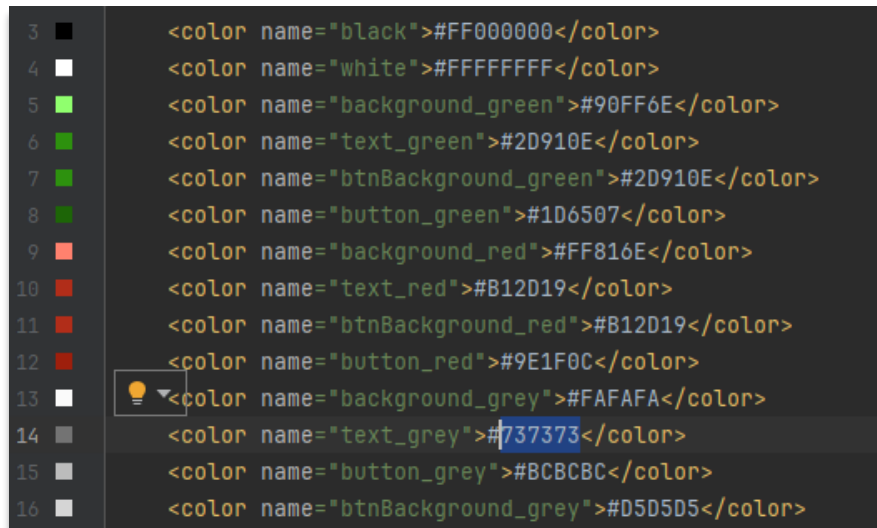 3 <color name="black">#FF000000</color>
4 <color name="white">#FFFFFFFF</color>
5 <color name="background_green">#90FF6E</color>
6 <color name="text_green">#2D910E</color>
7 <color name="btnBackground_green">#2D910E</color>
8 <color name="button_green">#1D6507</color>
9 <color name="background_red">#FF816E</color>
10 <color name="text_red">#B12D19</color>
11 <color name="btnBackground_red">#B12D19</color>
12 <color name="button_red">#9E1F0C</color>
13 <color name="background_grey">#FAFAFA</color>
14 <color name="text_grey">#737373</color>
15 <color name="button_grey">#BCBCBC</color>
16 <color name="btnBackground_grey">#D5D5D5</color>